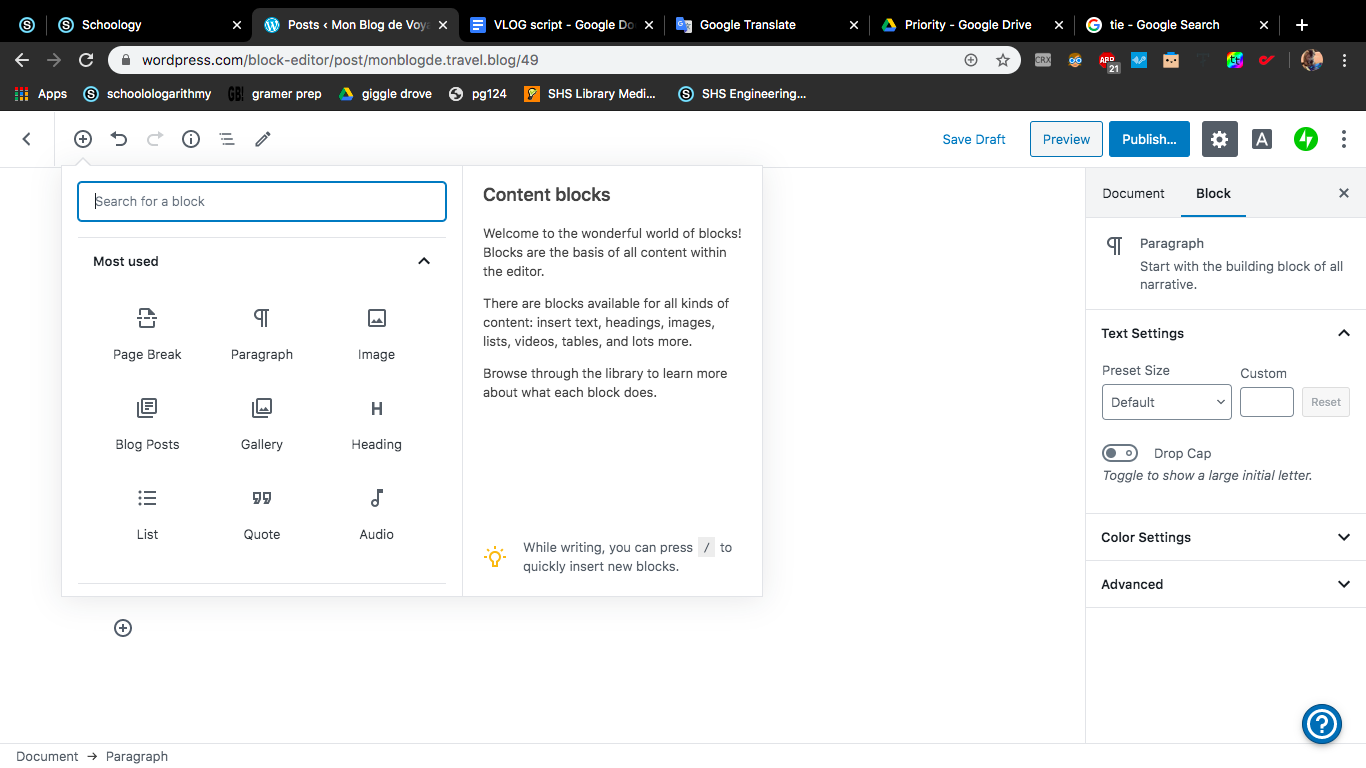 Schoology
Posts ‹ Mon Blog de Voya
VLOG script - Google Do
Google Translate
Priority - Google Drive
tie - Google Search
wordpress.com/block-editor/post/monblogde.travel.blog/49
CRX
ABP
21
Apps
schoolologarithmy
GB!
gramer prep
giggle drove
pg124
SHS Library Medi...
SHS Engineering...
Save Draft
Preview
Publish...
A
Search for a block
Most used
Page Break
Paragraph
Image
Blog Posts
Gallery
Heading
List
Quote
Audio
Content blocks
Welcome to the wonderful world of blocks!
Blocks are the basis of all content within
the editor.
There are blocks available for all kinds of
content: insert text, headings, images,
lists, videos, tables, and lots more.
Browse through the library to learn more
about what each block does.
While writing, you can press / to
quickly insert new blocks.
Document
Block
Paragraph
Start with the building block of all
narrative.
Text Settings
Preset Size
Custom
Default
Reset
Drop Cap
Toggle to show a large initial letter.
Color Settings
Advanced
Document → Paragraph